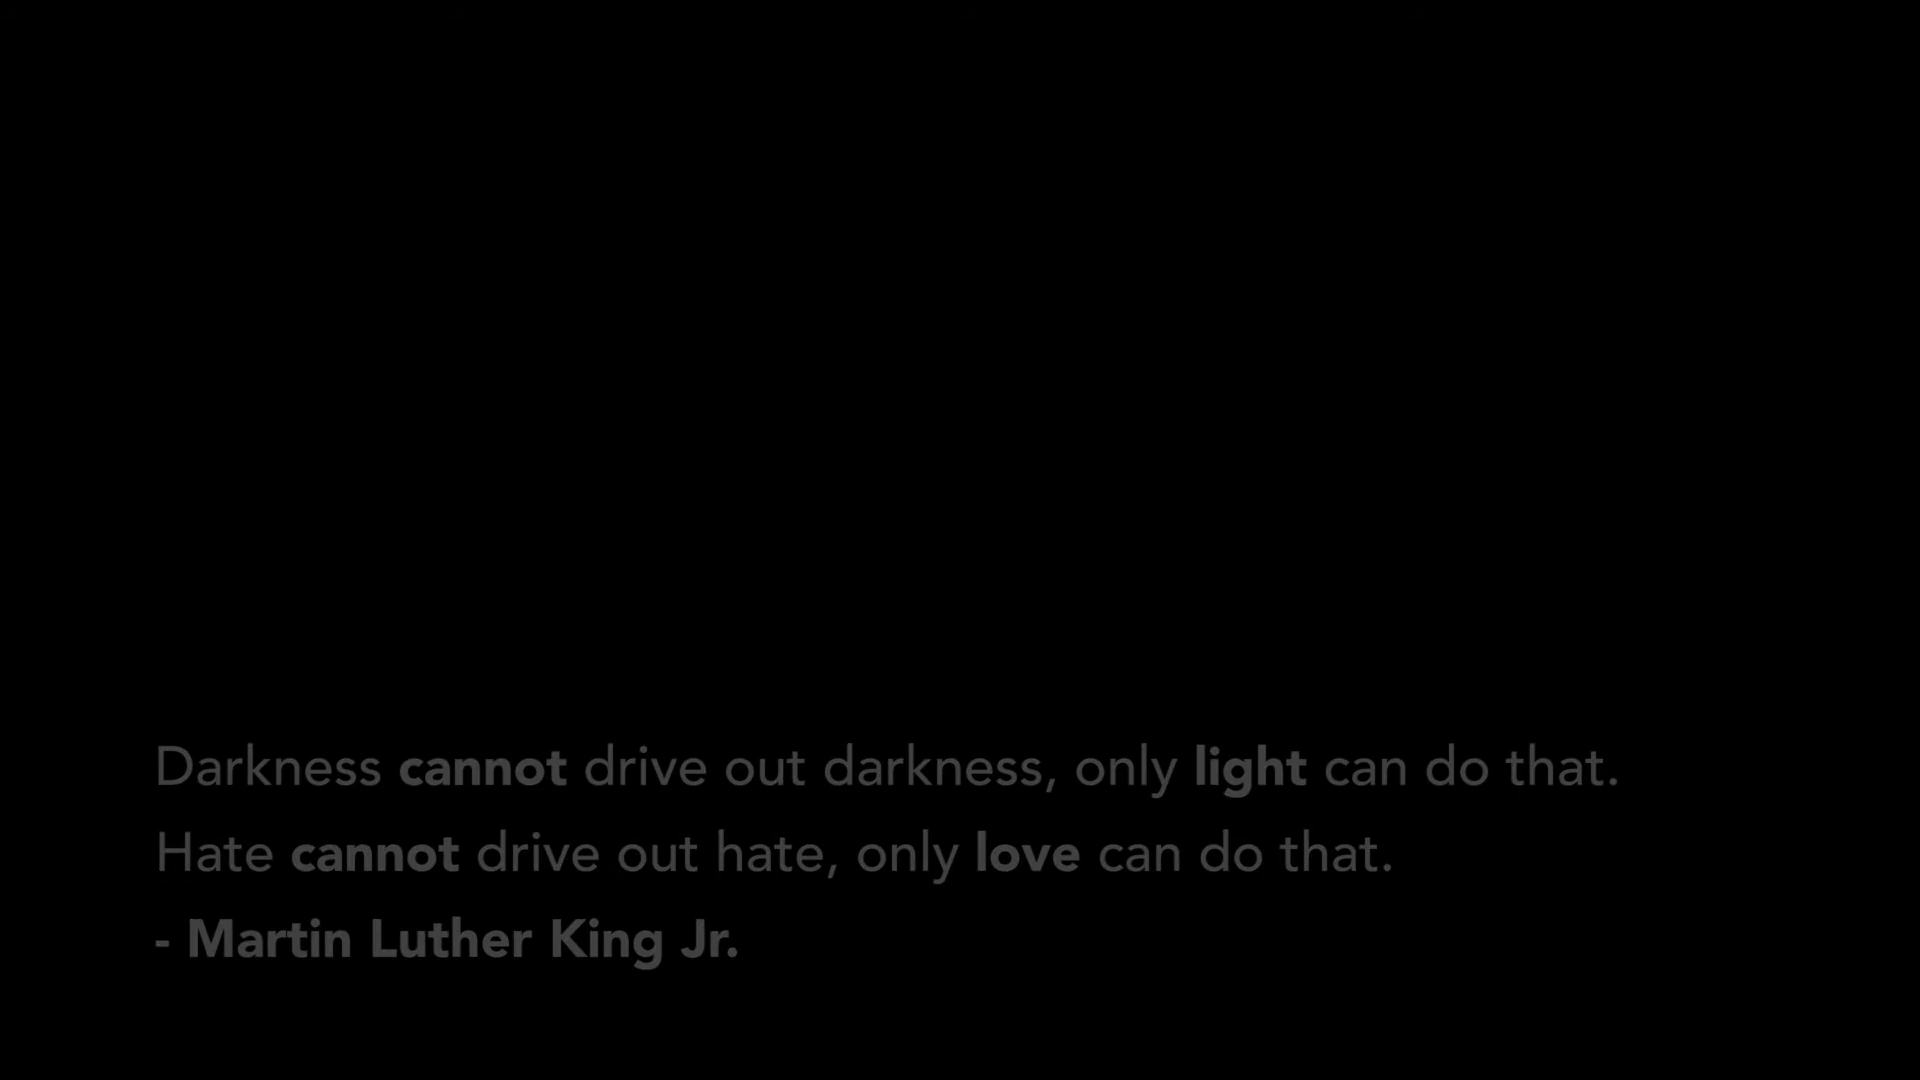 Darkness cannot drive out darkness, only light can do that.
Hate cannot drive out hate, only love can do that.
- Martin Luther King Jr.